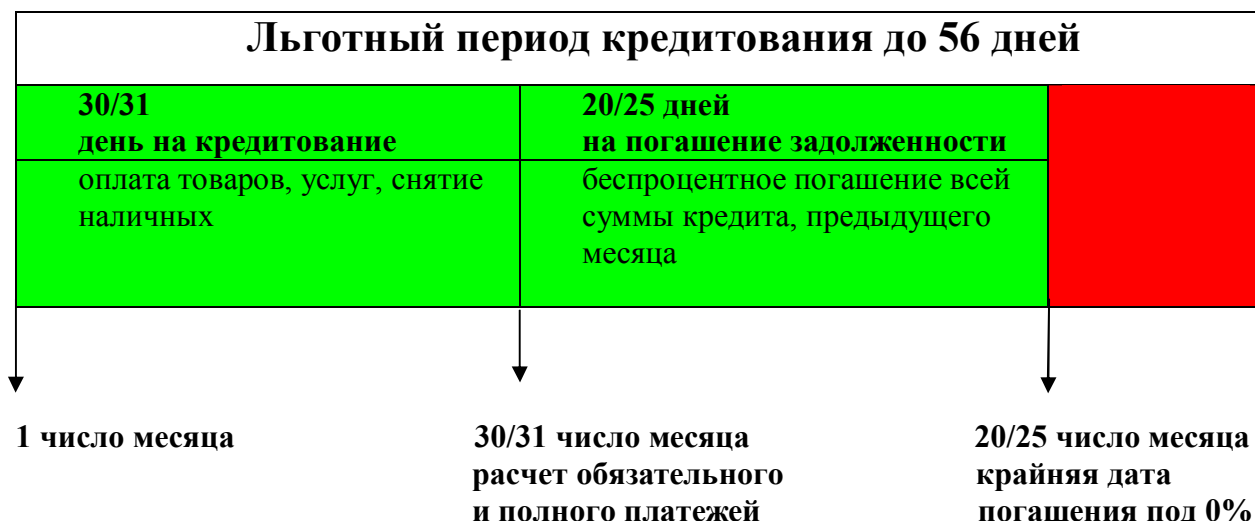 Льготный период кредитования до 56 дней
30/31
день на кредитование
оплата товаров, услуг, снятие
наличных
20/25 дней
на погашение задолженности
беспроцентное погашение всей
суммы кредита, предыдущего
месяца
1 число месяца
30/31 число месяца
расчет обязательного
и полного платежей
20/25 число месяца
крайняя дата
погашения под 0%